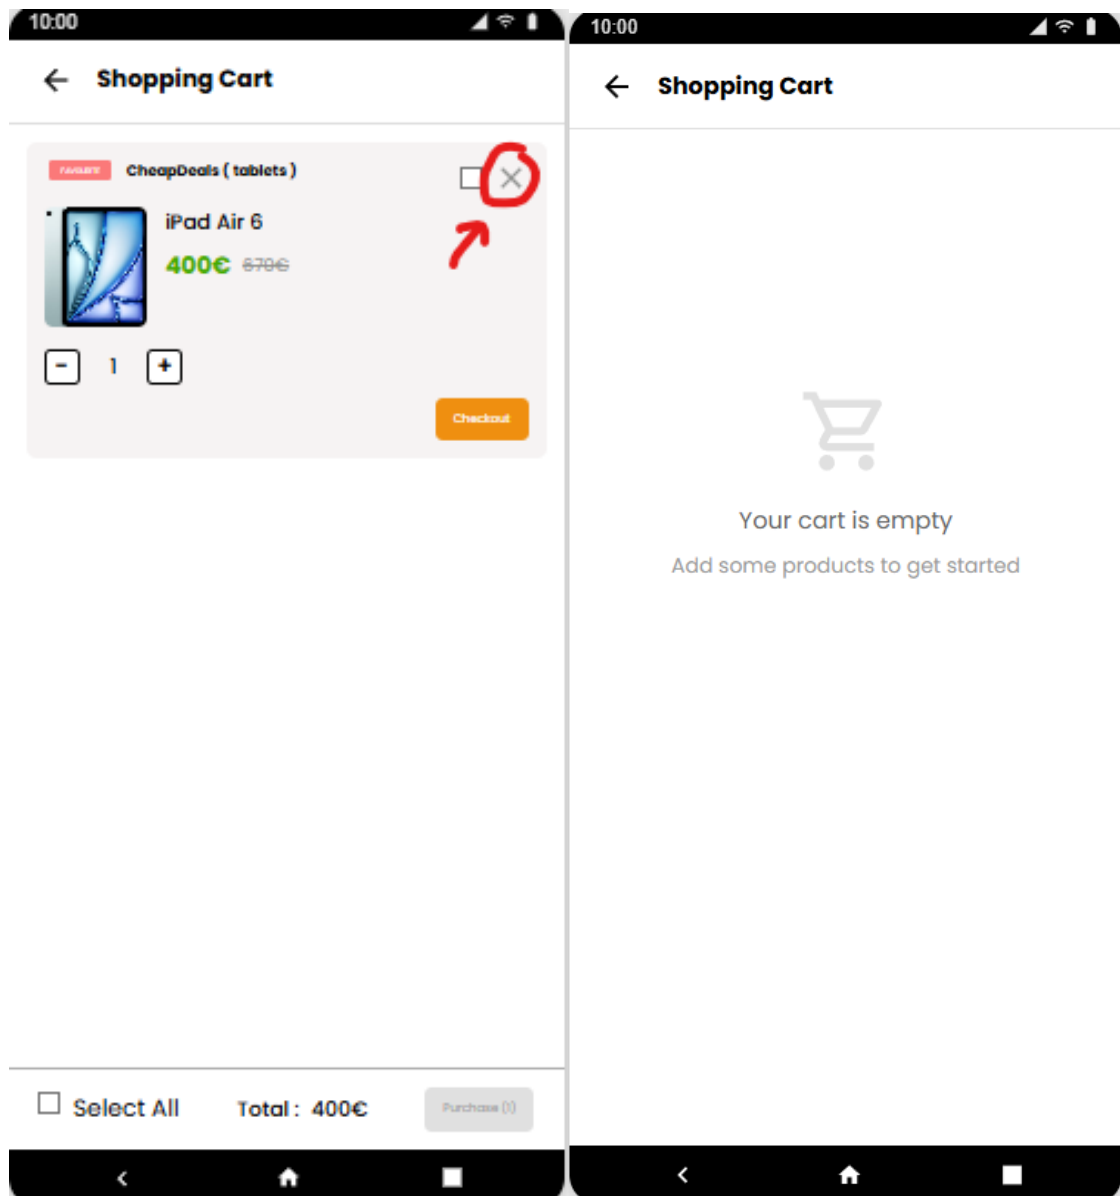 10:00
Shopping Cart
FAVOURITE CheapDeals ( tablets )
iPad Air 6
400€ 670€
- 1 +
Checkout
Select All Total : 400€ Purchase (1)
10:00
Shopping Cart
Your cart is empty
Add some products to get started